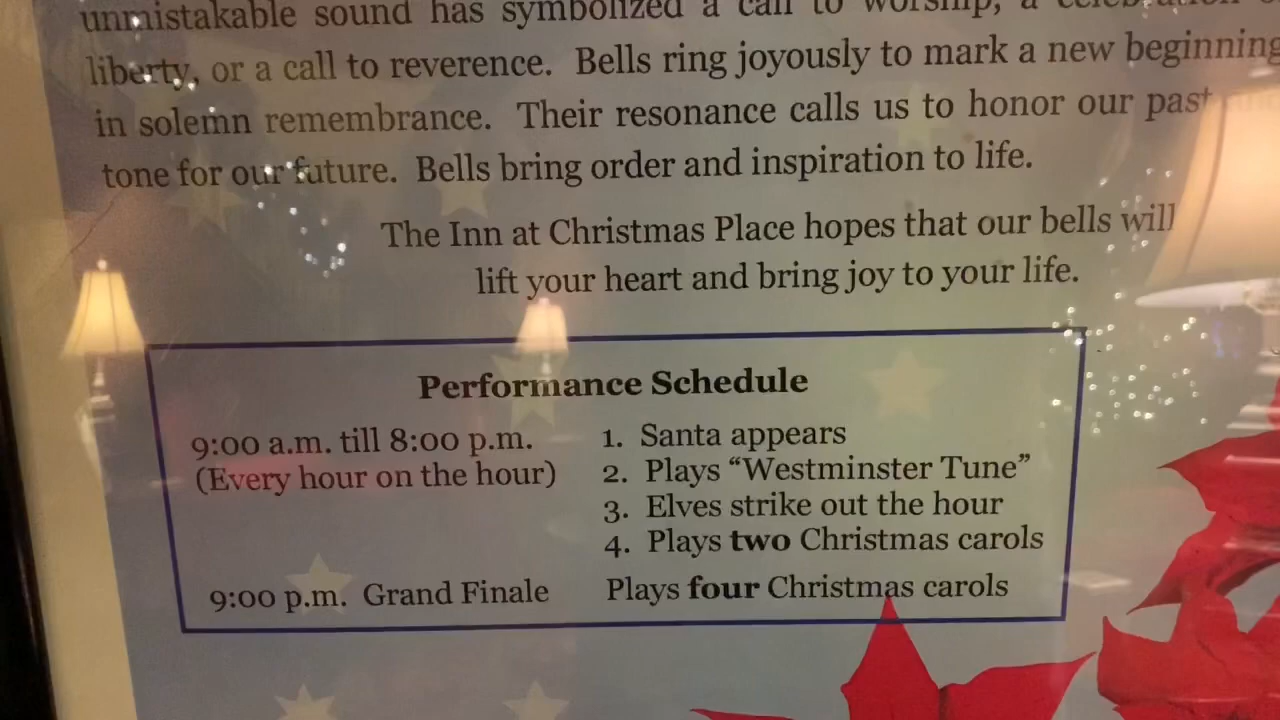 unmistakable sound has symbolized a call to worship, a celebration
liberty, or a call to reverence. Bells ring joyously to mark a new beginning
in solemn remembrance. Their resonance calls us to honor our past
tone for our future. Bells bring order and inspiration to life.
The Inn at Christmas Place hopes that our bells will
lift your heart and bring joy to your life.
Performance Schedule
9:00 a.m. till 8:00 p.m. 1. Santa appears
(Every hour on the hour) 2. Plays “Westminster Tune”
3. Elves strike out the hour
4. Plays two Christmas carols
9:00 p.m. Grand Finale Plays four Christmas carols